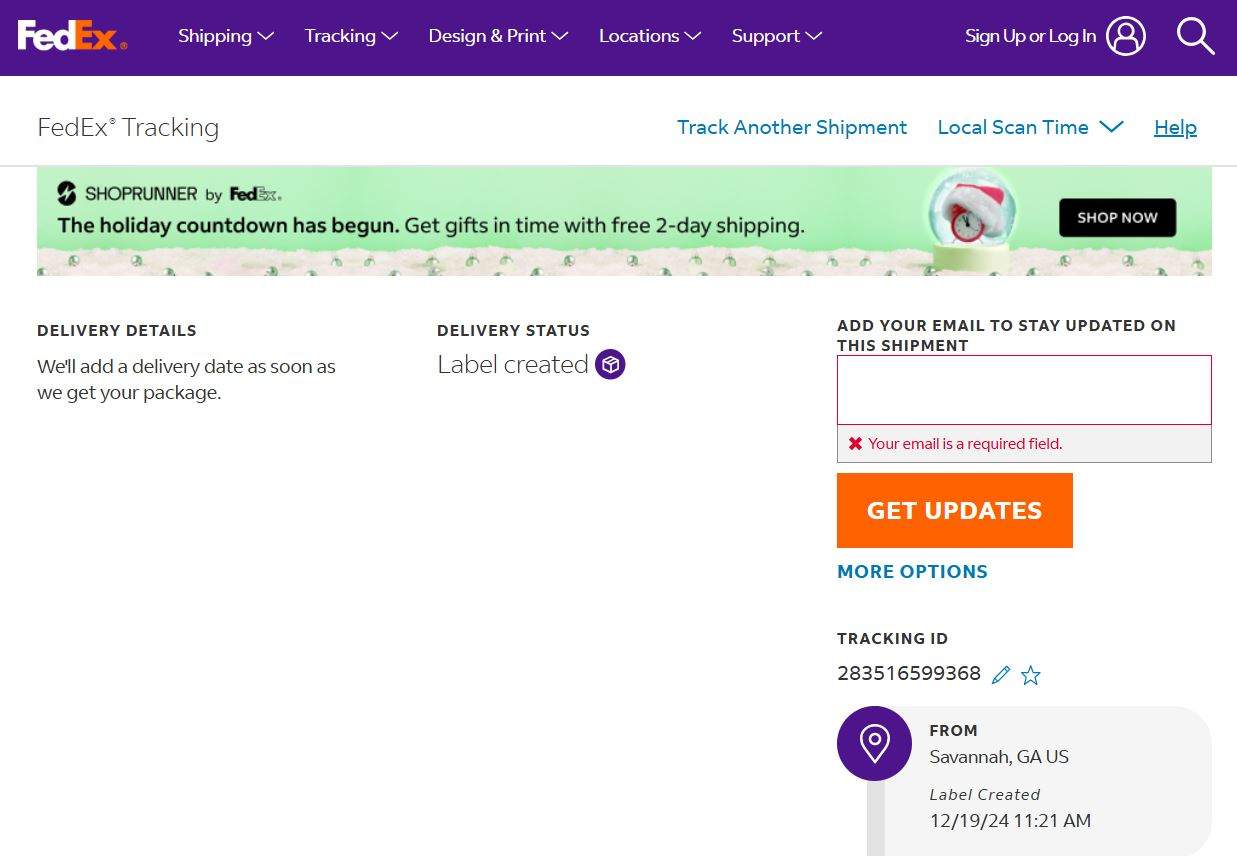 FedEx®
Shipping
Tracking
Design & Print
Locations
Support
Sign Up or Log In
FedEx® Tracking
Track Another Shipment
Local Scan Time
Help
SHOPRUNNER by FedEx.
The holiday countdown has begun. Get gifts in time with free 2-day shipping.
SHOP NOW
DELIVERY DETAILS
We'll add a delivery date as soon as
we get your package.
DELIVERY STATUS
Label created
ADD YOUR EMAIL TO STAY UPDATED ON
THIS SHIPMENT
Your email is a required field.
GET UPDATES
MORE OPTIONS
TRACKING ID
283516599368
FROM
Savannah, GA US
Label Created
12/19/24 11:21 AM